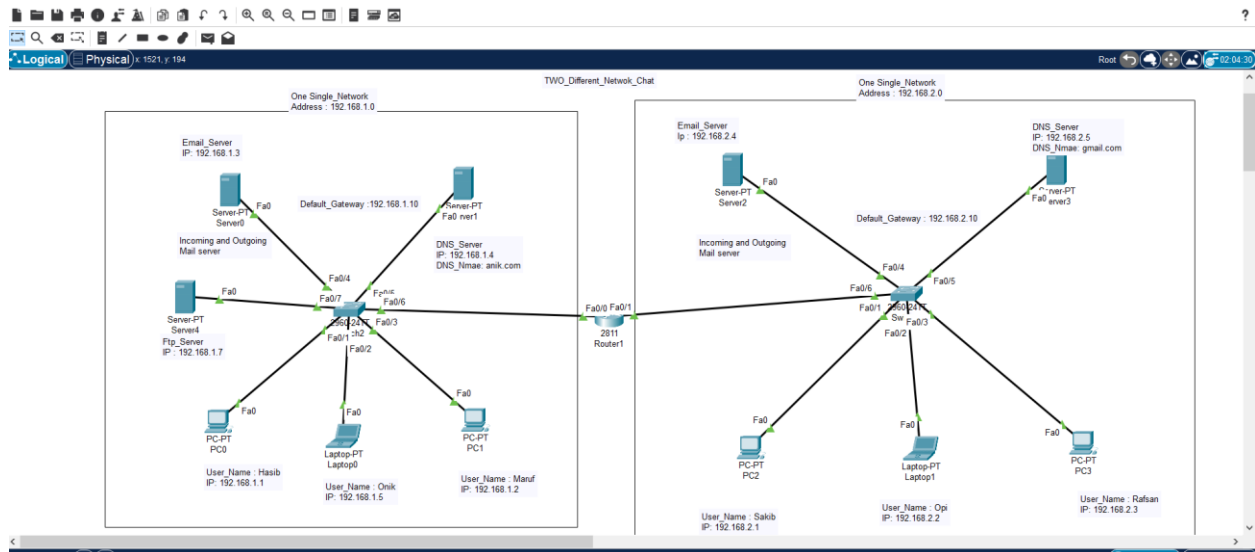 ?
Logical
Physical
x: 1521, y: 194
Root
02:04:30
TWO_Different_Netwok_Chat
One Single_Network
Address : 192.168.1.0
One Single_Network
Address : 192.168.2.0
Email_Server
IP: 192.168.1.3
Fa0
Server-PT
Server0
Default_Gateway :192.168.1.10
Server-PT
Fa0 rver1
Incoming and Outgoing
Mail server
DNS_Server
IP: 192.168.1.4
DNS_Nmae: anik.com
Fa0
Server-PT
Server4
Ftp_Server
IP : 192.168.1.7
Fa0/4
Fa0/5
Fa0/7
Fa0/6
Fa0/3
Fa0/1
Fa0/2
Fa0
PC-PT
PC0
User_Name : Hasib
IP: 192.168.1.1
Fa0
Laptop-PT
Laptop0
User_Name : Onik
IP: 192.168.1.5
Fa0
PC-PT
PC1
User_Name : Maruf
IP: 192.168.1.2
Fa0/0 Fa0/1
2811
Router1
Email_Server
Ip : 192.168.2.4
Server-PT
Fa0
Server2
DNS_Server
IP: 192.168.2.5
DNS_Nmae: gmail.com
Fa0 erver3
Default_Gateway : 192.168.2.10
Incoming and Outgoing
Mail server
Fa0/4
Fa0/5
Fa0/6
Fa0/1
Sw
Fa0/3
Fa0/2
Fa0
PC-PT
PC2
User_Name : Sakib
IP: 192.168.2.1
Fa0
Laptop-PT
Laptop1
User_Name : Opi
IP: 192.168.2.2
Fa0
PC-PT
PC3
User_Name : Rafsan
IP: 192.168.2.3